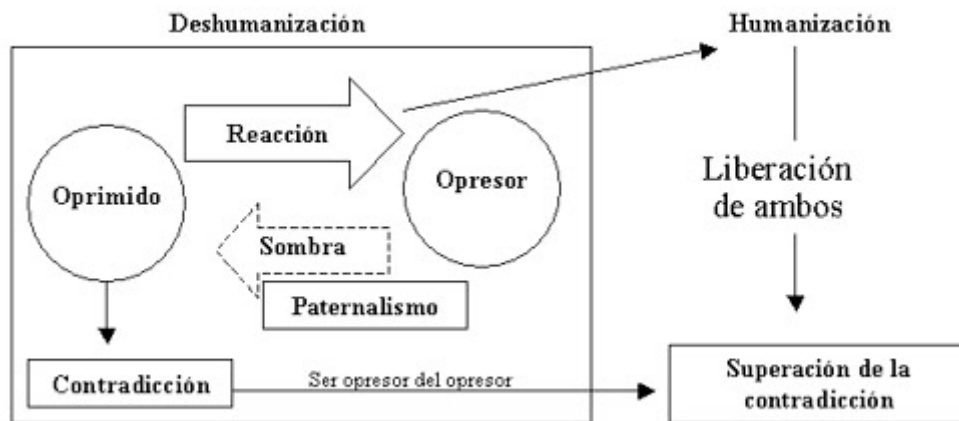 Deshumanización
Humanización
Reacción
Oprimido
Opresor
Liberación
de ambos
Sombra
Paternalismo
Contradicción
Ser opresor del opresor
Superación de la
contradicción